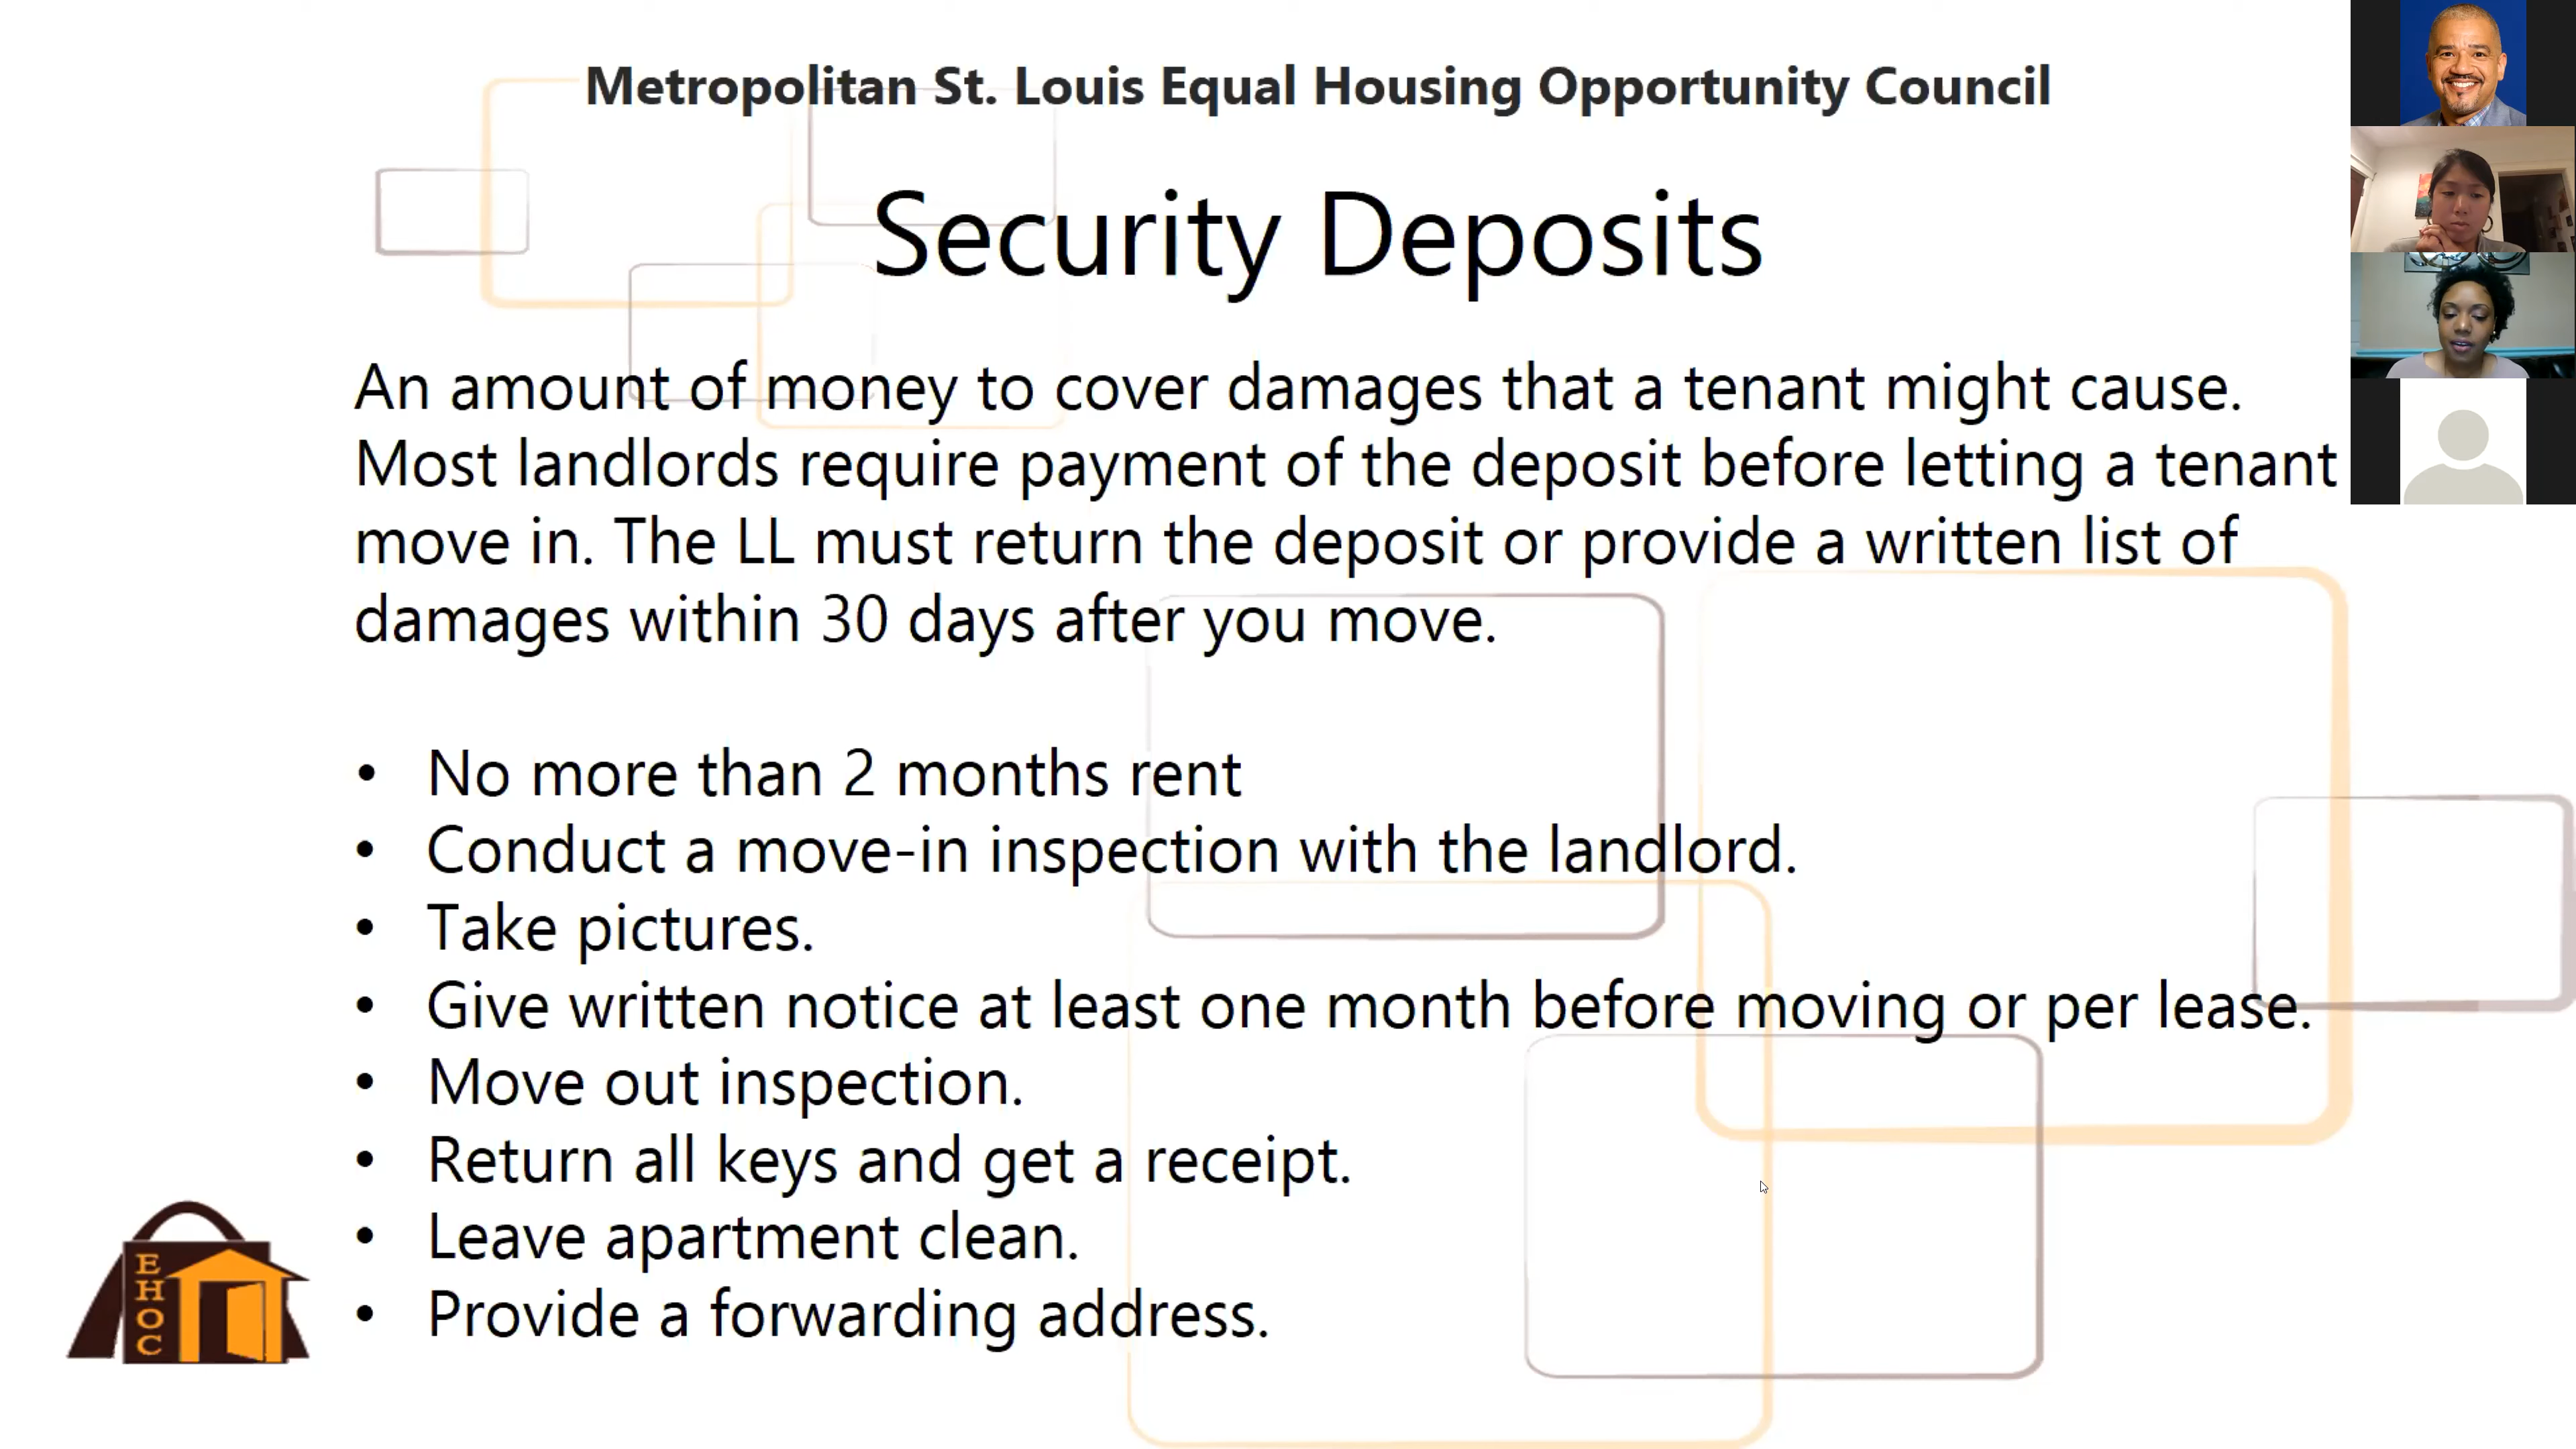 Metropolitan St. Louis Equal Housing Opportunity Council
Security Deposits
An amount of money to cover damages that a tenant might cause.
Most landlords require payment of the deposit before letting a tenant
move in. The LL must return the deposit or provide a written list of
damages within 30 days after you move.
• No more than 2 months rent
• Conduct a move-in inspection with the landlord.
• Take pictures.
• Give written notice at least one month before moving or per lease.
• Move out inspection.
• Return all keys and get a receipt.
• Leave apartment clean.
• Provide a forwarding address.
EHOC